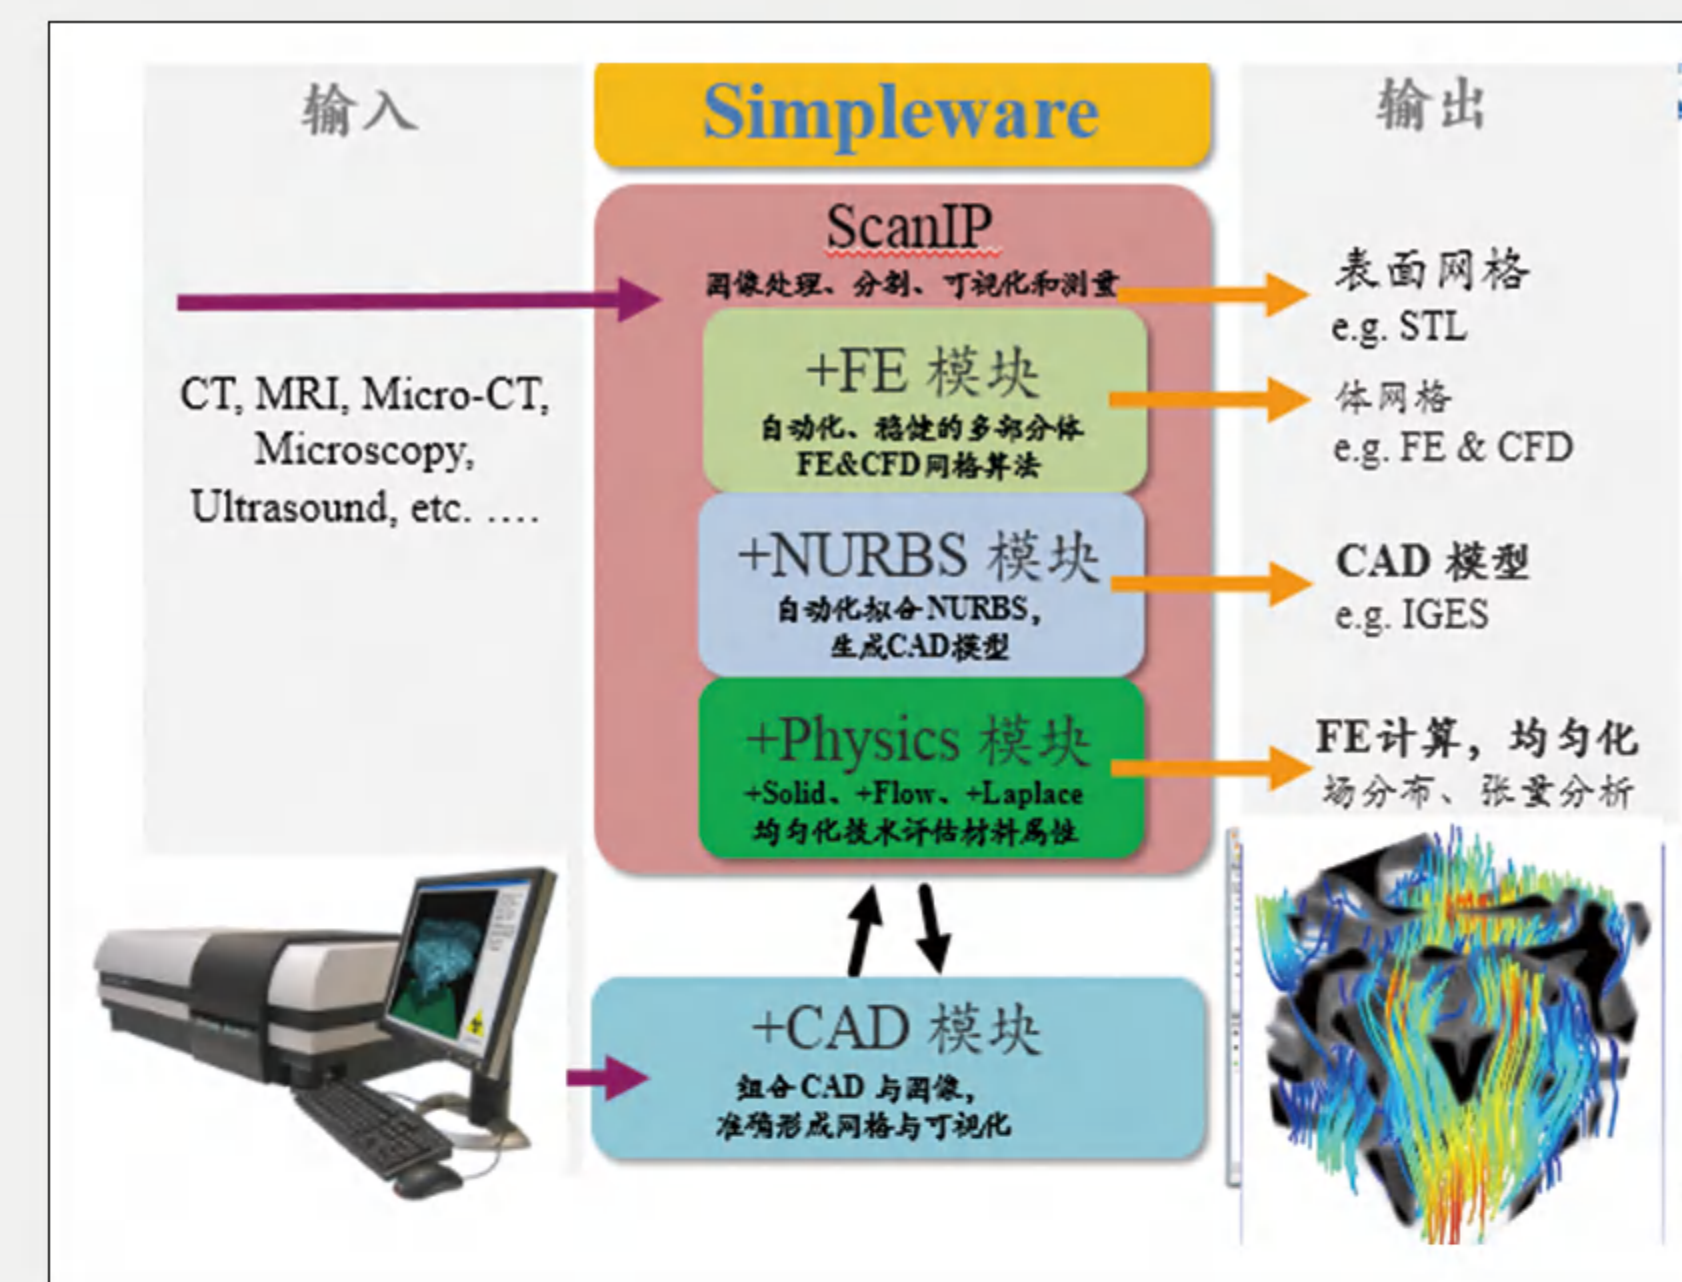 输入
Simpleware
输出
ScanIP
图像处理、分割、可视化和测量
表面网格
e.g. STL
CT, MRI, Micro-CT,
Microscopy,
Ultrasound, etc. ….
+FE 模块
自动化、稳健的多部分体
FE&CFD网格算法
体网格
e.g. FE & CFD
+NURBS 模块
自动化拟合NURBS，
生成CAD模型
CAD 模型
e.g. IGES
+Physics 模块
+Solid、+Flow、+Laplace
均匀化技术评估材料属性
FE计算，均匀化
场分布、张量分析
+CAD 模块
组合CAD 与图像，
准确形成网格与可视化